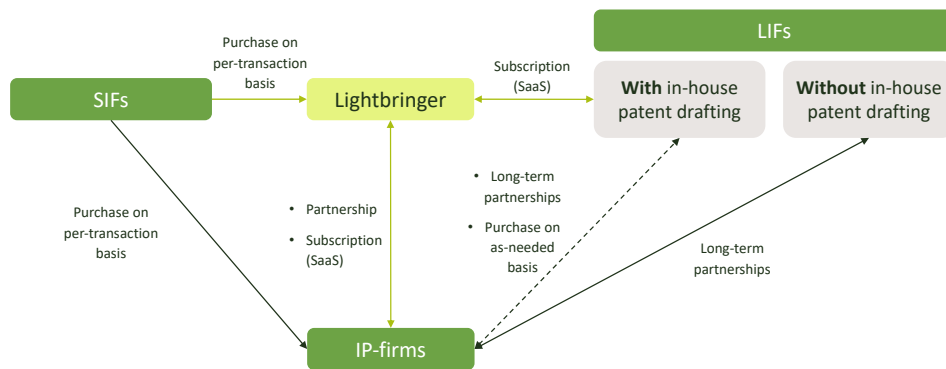 LIFs
Purchase on
per-transaction
basis
Subscription
(SaaS)
SIFs
Lightbringer
With in-house
patent drafting
Without in-house
patent drafting
Purchase on
per-transaction
basis
• Partnership
• Subscription
(SaaS)
• Long-term
partnerships
• Purchase on
as-needed
basis
Long-term
partnerships
IP-firms